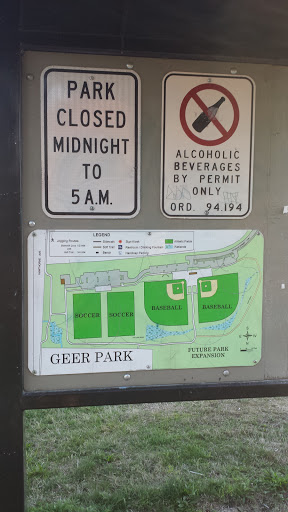 PARK
CLOSED
MIDNIGHT
TO
5 A.M.
ALCOHOLIC
BEVERAGES
BY PERMIT
ONLY
ORD. 94.194
LEGEND
SOCCER
SOCCER
BASEBALL
BASEBALL
GEER PARK
FUTURE PARK
EXPANSION